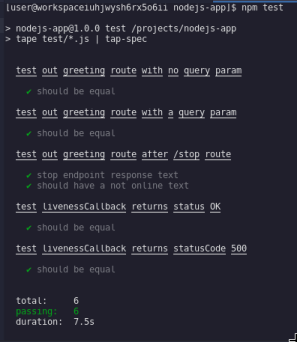 [user@workspaceiuhjwysh6rx5o6ii nodejs-app]$ npm test
> nodejs-app@1.0.0 test /projects/nodejs-app
> tape test/*.js | tap-spec
test out greeting route with no query param
✔ should be equal
test out greeting route with a query param
✔ should be equal
test out greeting route after /stop route
✔ stop endpoint response text
✔ should have a not online text
test livenessCallback returns status OK
✔ should be equal
test livenessCallback returns statusCode 500
✔ should be equal
total: 6
passing: 6
duration: 7.5s